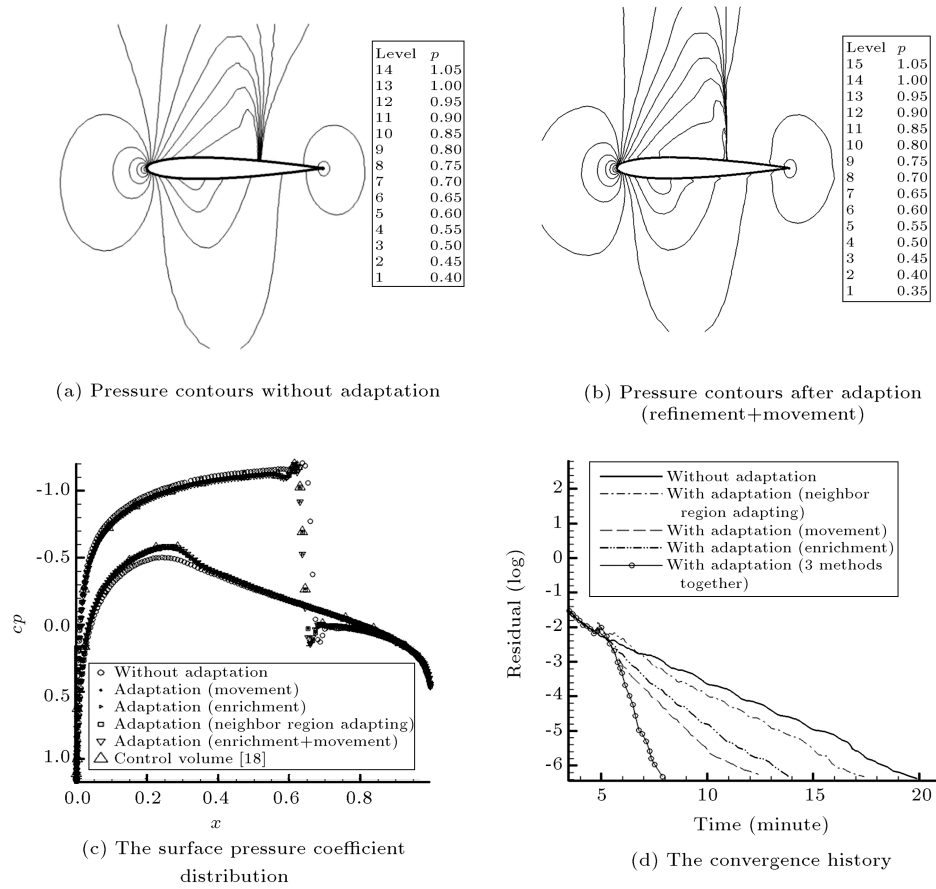 Level p
14 1.05
13 1.00
12 0.95
11 0.90
10 0.85
9 0.80
8 0.75
7 0.70
6 0.65
5 0.60
4 0.55
3 0.50
2 0.45
1 0.40
(a) Pressure contours without adaptation
Level p
15 1.05
14 1.00
13 0.95
12 0.90
11 0.85
10 0.80
9 0.75
8 0.70
7 0.65
6 0.60
5 0.55
4 0.50
3 0.45
2 0.40
1 0.35
(b) Pressure contours after adaption
(refinement+movement)
-1.0
-0.5
0.0
0.5
1.0
cp
Without adaptation
Adaptation (movement)
Adaptation (enrichment)
Adaptation (neighbor region adapting)
Adaptation (enrichment+movement)
Control volume [18]
0.0 0.2 0.4 0.6 0.8
x
(c) The surface pressure coefficient
distribution
2
1
0
-1
-2
-3
-4
-5
-6
Residual (log)
Without adaptation
With adaptation (neighbor
region adapting)
With adaptation (movement)
With adaptation (enrichment)
With adaptation (3 methods
together)
5 10 15 20
Time (minute)
(d) The convergence history